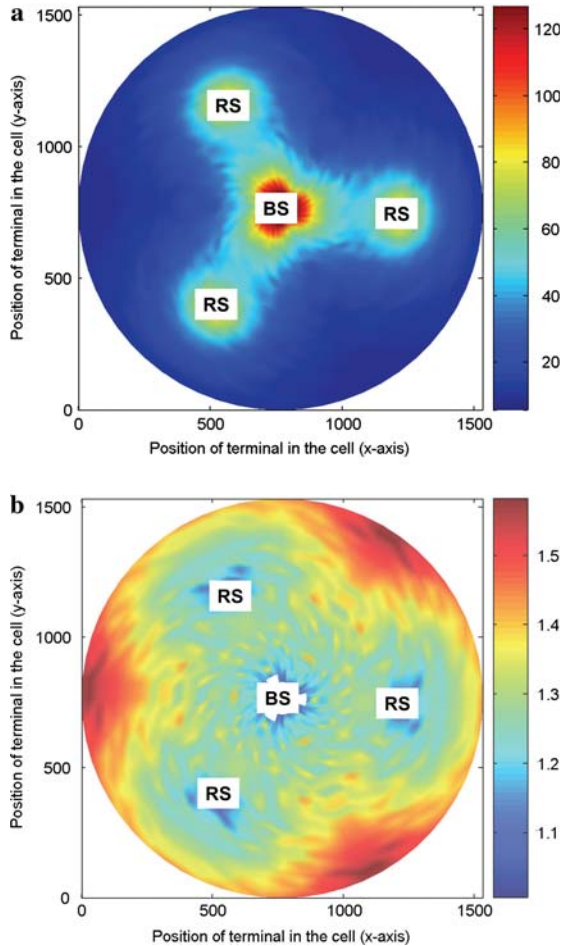 a
1500
1000
500
0
500
1000
1500
Position of terminal in the cell (y-axis)
Position of terminal in the cell (x-axis)
RS
BS
RS
RS
120
100
80
60
40
20
b
1500
1000
500
0
0
500
1000
1500
Position of terminal in the cell (y-axis)
Position of terminal in the cell (x-axis)
RS
BS
RS
RS
1.5
1.4
1.3
1.2
1.1